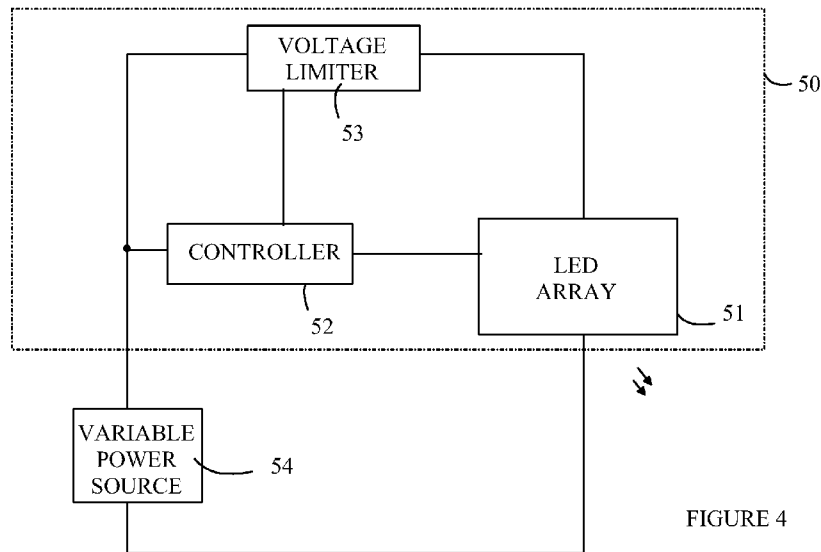 VOLTAGE
LIMITER
53
50
CONTROLLER
52
LED
ARRAY
51
VARIABLE
POWER
SOURCE
54
FIGURE 4